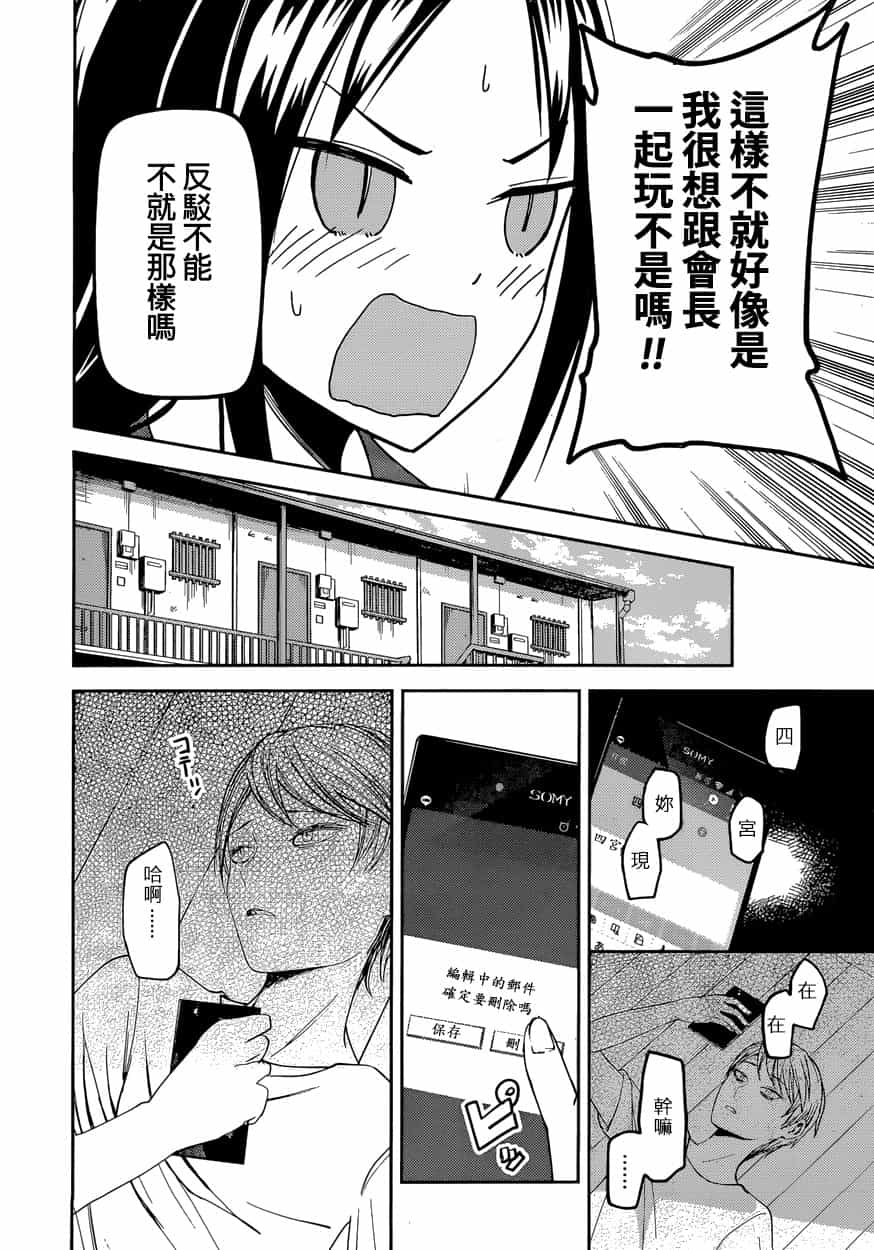 這樣不就好像是
我很想跟會長
一起玩不是嗎!!
反駁不能
不就是那樣嗎
四
宮
妳
現
SOMY
四宮
在
在
幹嘛
……
SOMY
編輯中的郵件
確定要刪除嗎
保存
刪
ピッ
コテッ
哈啊
……